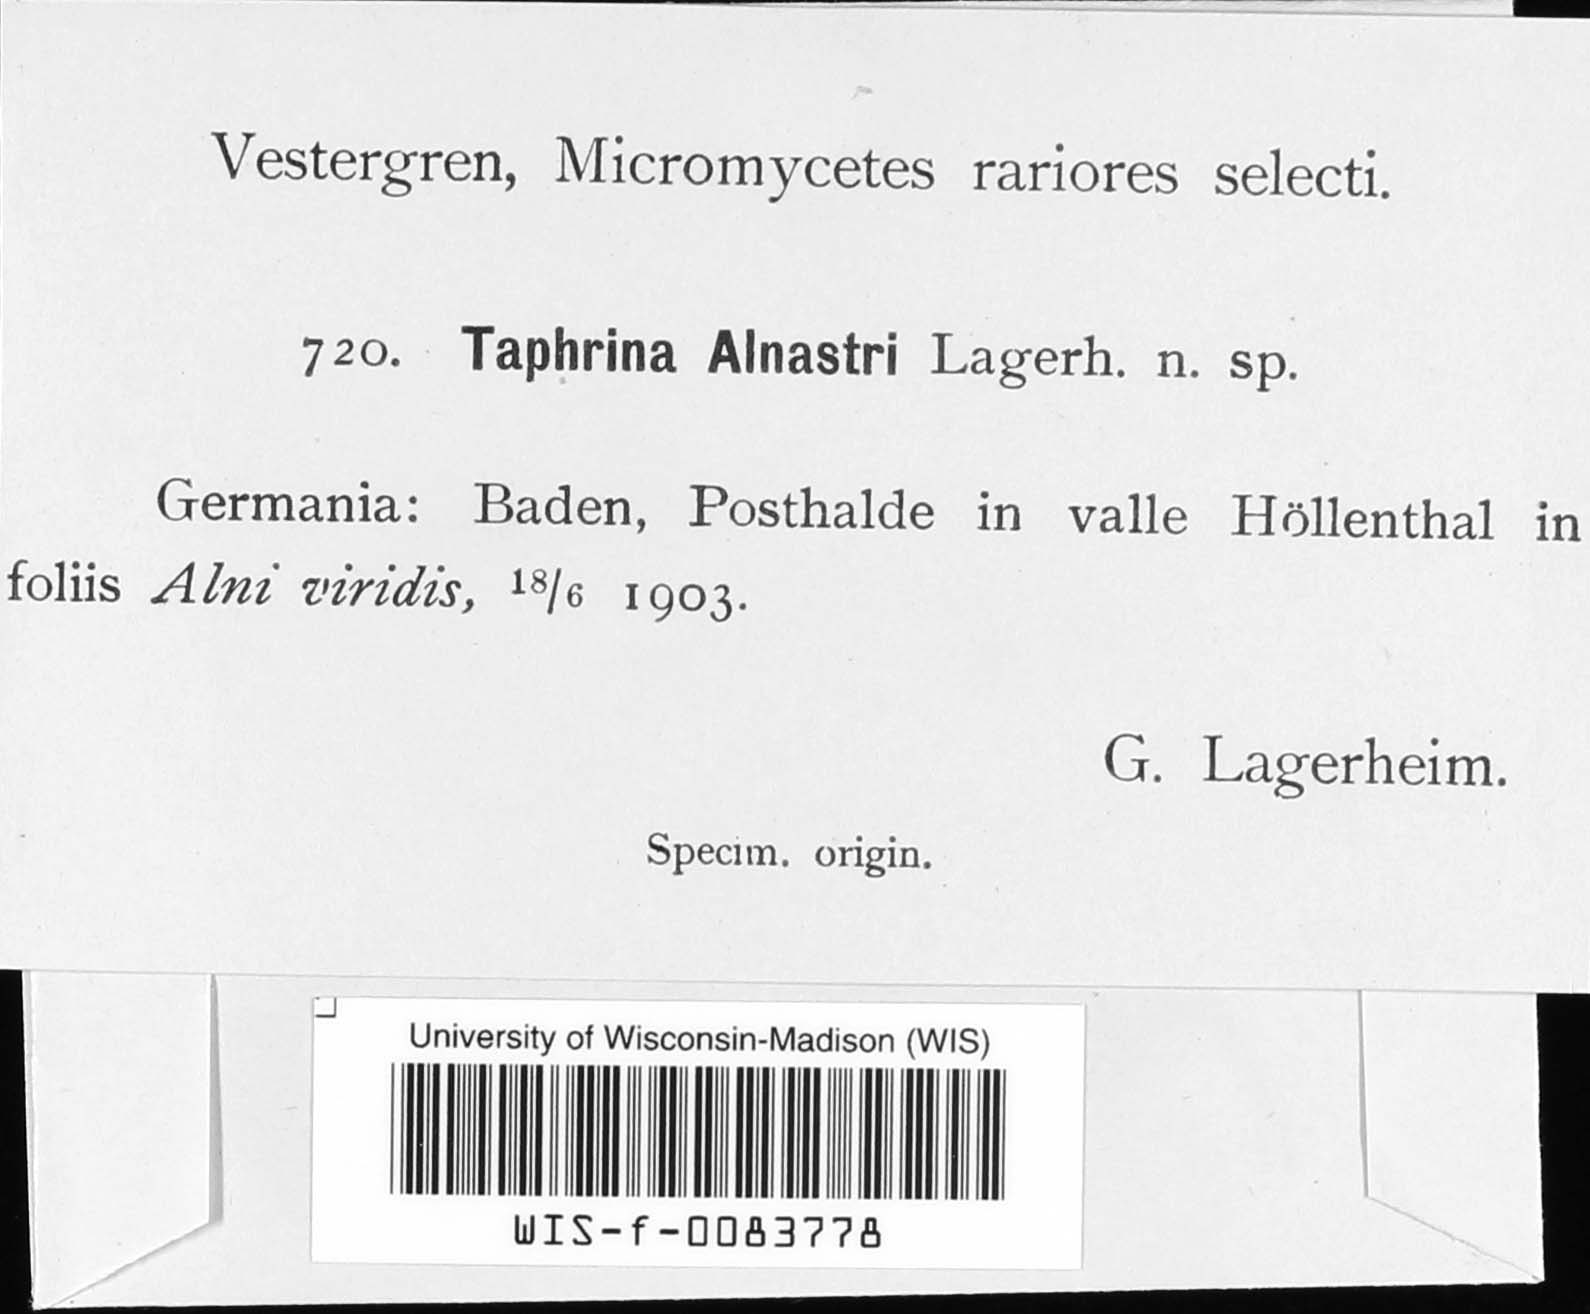 Vestergren, Micromycetes rariores selecti.
720. Taphrina Alnastri Lagerh. n. sp.
Germania: Baden, Posthalde in valle Höllenthal in
foliis Alni viridis, 18/6 1903.
G. Lagerheim.
Specim. origin.
University of Wisconsin-Madison (WIS)
WIS-f-0083778